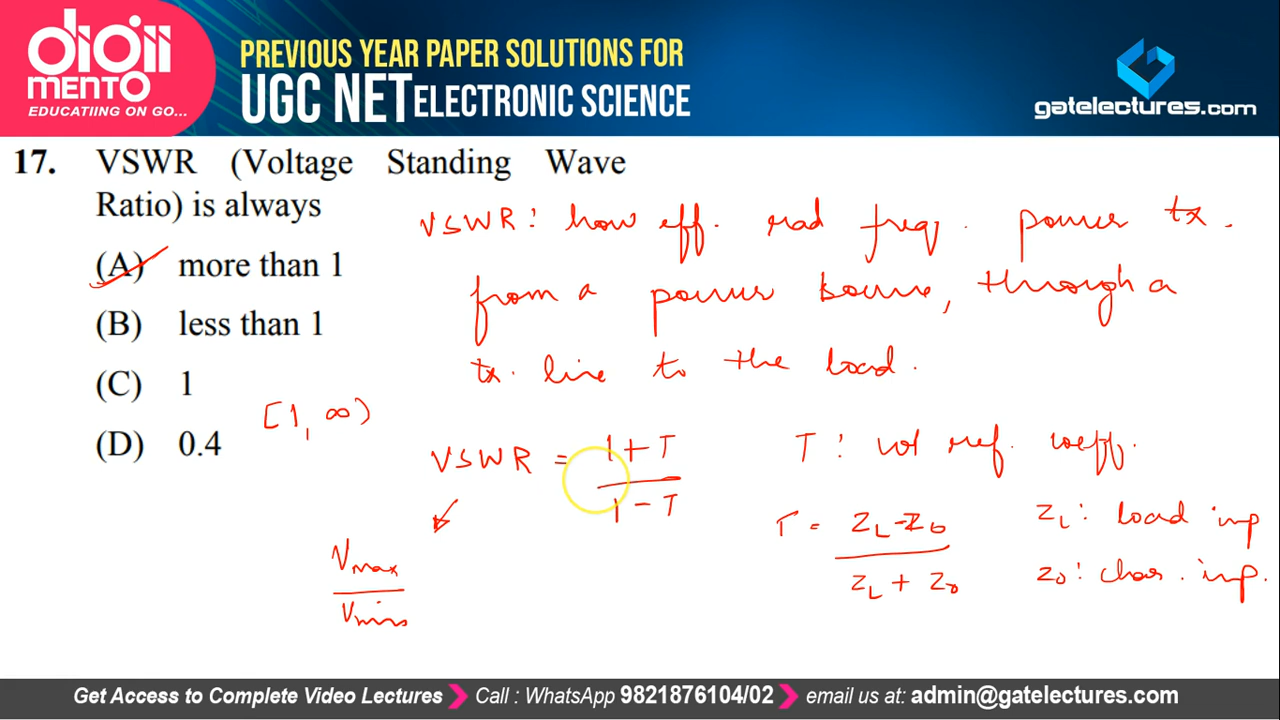 digii
MENTO
EDUCATIING ON GO...
PREVIOUS YEAR PAPER SOLUTIONS FOR
UGC NET ELECTRONIC SCIENCE
gatelectures.com
17. VSWR (Voltage Standing Wave
Ratio) is always
(A) more than 1
(B) less than 1
(C) 1
(D) 0.4
[1, ∞)
VSWR : how eff. rad freq. power tx.
from a power source, through a
tx. line to the load.
VSWR = 1 + T
1 - T
Vmax
Vmin
T : vol ref. coeff.
T = ZL - Z0
ZL + Z0
ZL : load imp
Z0 : char. imp.
Get Access to Complete Video Lectures Call : WhatsApp 9821876104/02 email us at: admin@gatelectures.com